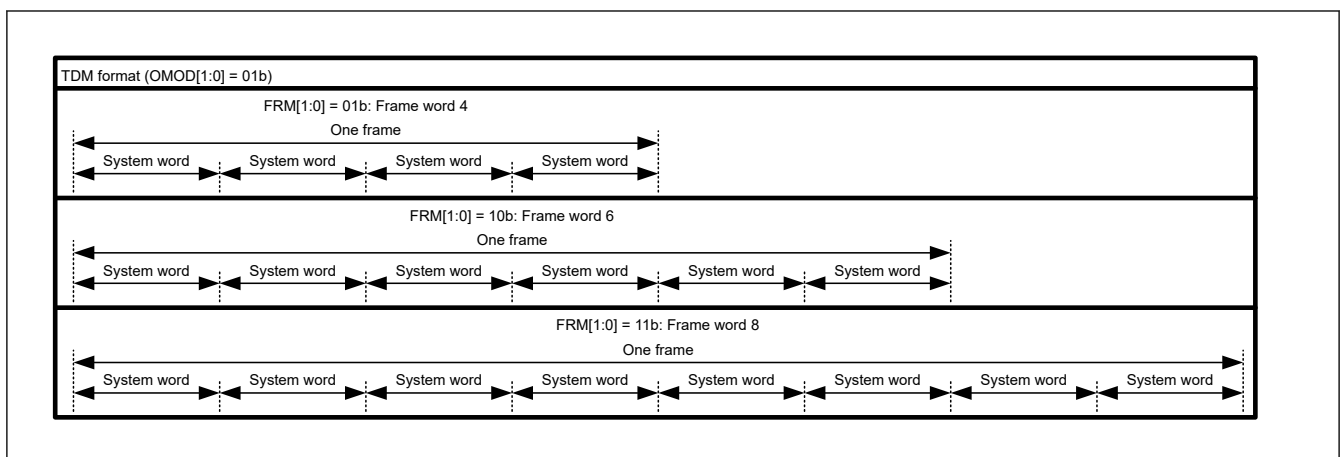 TDM format (OMOD[1:0] = 01b)
FRM[1:0] = 01b: Frame word 4
One frame
System word System word System word System word
FRM[1:0] = 10b: Frame word 6
One frame
System word System word System word System word System word System word
FRM[1:0] = 11b: Frame word 8
One frame
System word System word System word System word System word System word System word System word